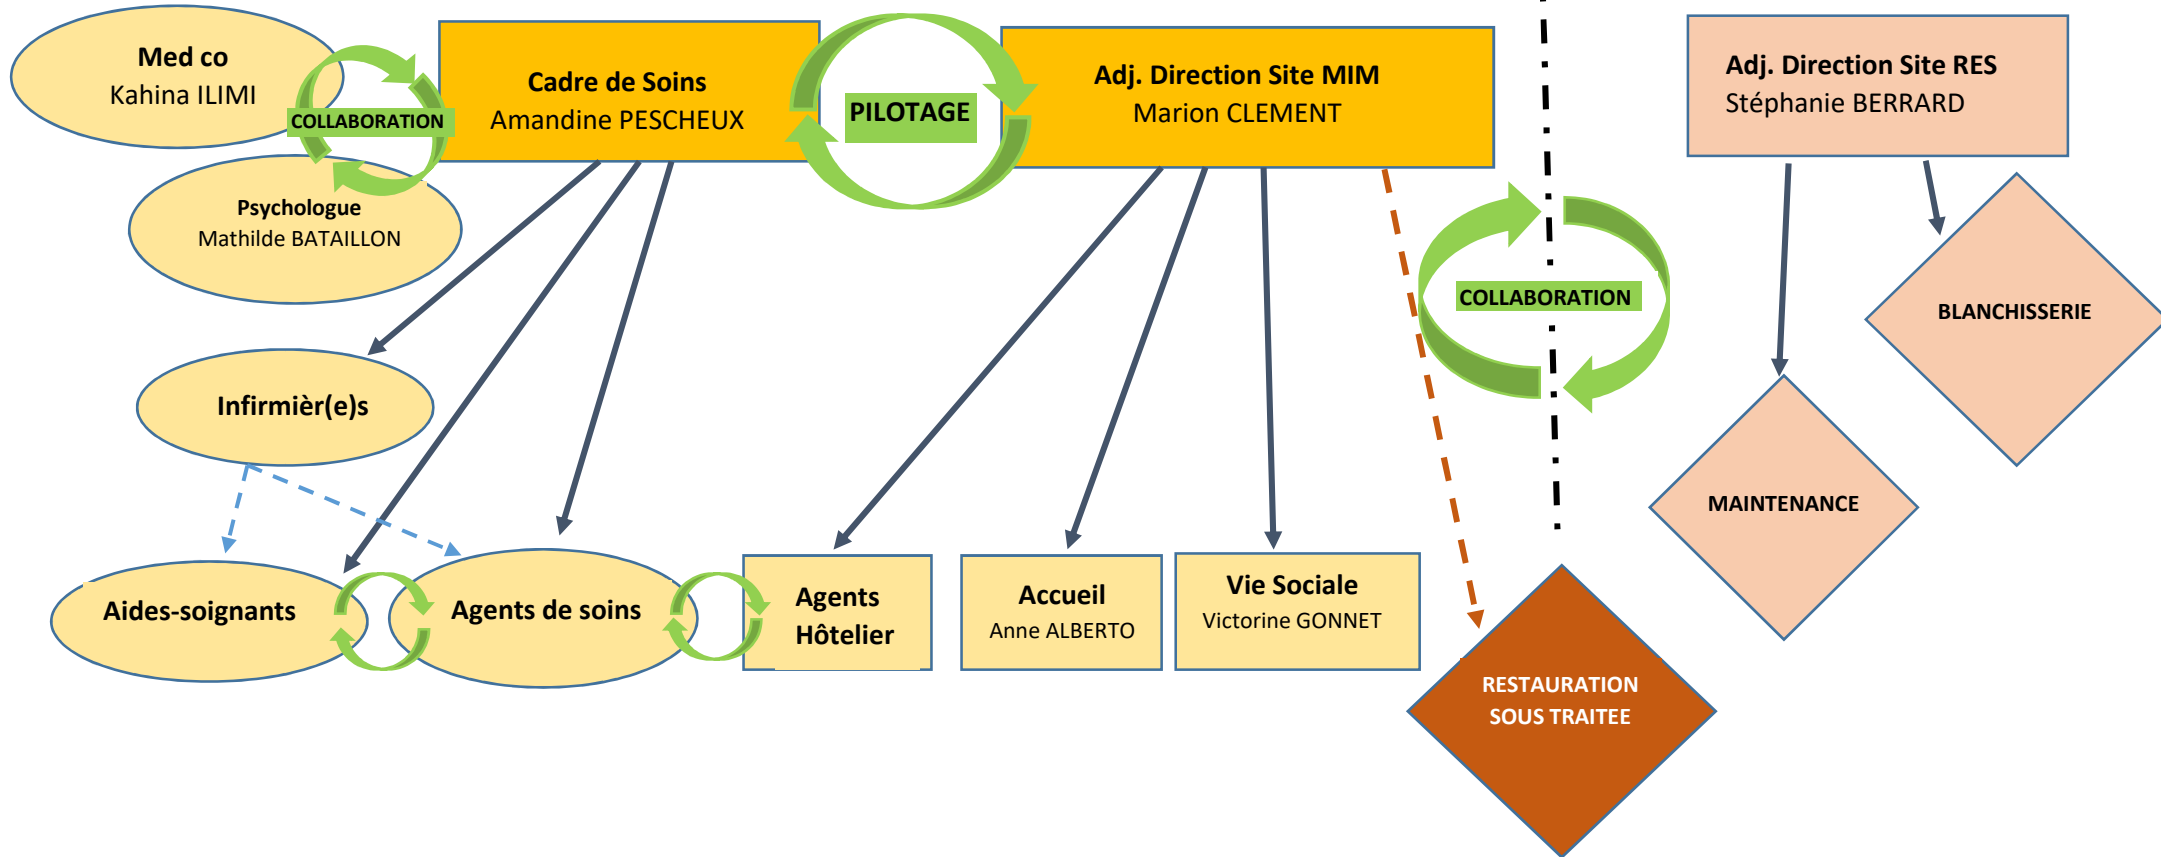 Med co
Kahina ILIMI
COLLABORATION
Cadre de Soins
Amandine PESCHEUX
PILOTAGE
Adj. Direction Site MIM
Marion CLEMENT
Adj. Direction Site RES
Stéphanie BERRARD
Psychologue
Mathilde BATAILLON
COLLABORATION
BLANCHISSERIE
Infirmièr(e)s
MAINTENANCE
Aides-soignants
Agents de soins
Agents
Hôtelier
Accueil
Anne ALBERTO
Vie Sociale
Victorine GONNET
RESTAURATION
SOUS TRAITEE